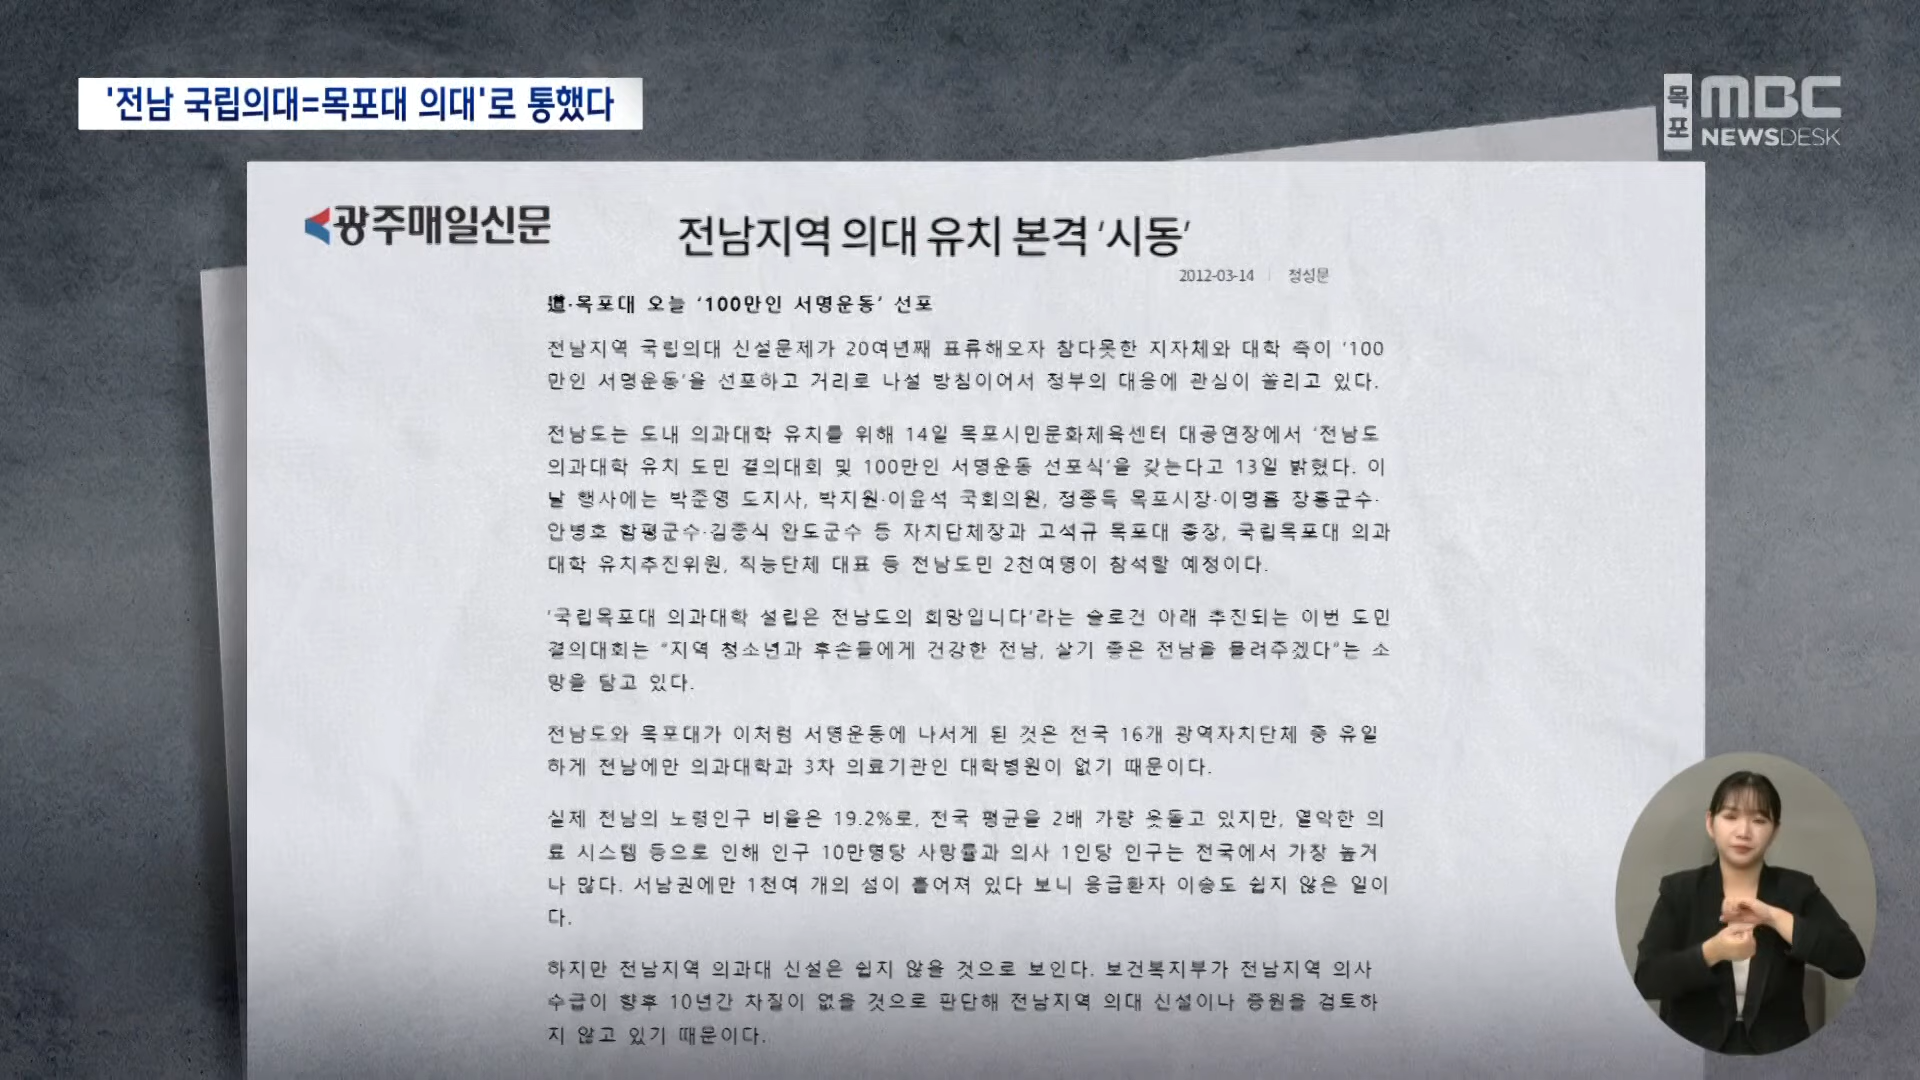 '전남 국립의대=목포대 의대'로 통했다
목포
MBC
NEWSDESK
광주매일신문
전남지역 의대 유치 본격 '시동'
2012-03-14 | 정성문
道·목포대 오늘 '100만인 서명운동' 선포
전남지역 국립의대 신설문제가 20여년째 표류해오자 참다못한 지자체와 대학 측이 '100
만인 서명운동'을 선포하고 거리로 나설 방침이어서 정부의 대응에 관심이 쏠리고 있다.
전남도는 도내 의과대학 유치를 위해 14일 목포시민문화체육센터 대공연장에서 '전남도
의과대학 유치 도민 결의대회 및 100만인 서명운동 선포식'을 갖는다고 13일 밝혔다. 이
날 행사에는 박준영 도지사, 박지원·이윤석 국회의원, 정종득 목포시장·이명흠 장흥군수·
안병호 함평군수·김종식 완도군수 등 자치단체장과 고석규 목포대 총장, 국립목포대 의과
대학 유치추진위원, 직능단체 대표 등 전남도민 2천여명이 참석할 예정이다.
'국립목포대 의과대학 설립은 전남도의 희망입니다'라는 슬로건 아래 추진되는 이번 도민
결의대회는 "지역 청소년과 후손들에게 건강한 전남, 살기 좋은 전남을 물려주겠다"는 소
망을 담고 있다.
전남도와 목포대가 이처럼 서명운동에 나서게 된 것은 전국 16개 광역자치단체 중 유일
하게 전남에만 의과대학과 3차 의료기관인 대학병원이 없기 때문이다.
실제 전남의 노령인구 비율은 19.2%로, 전국 평균을 2배 가량 웃돌고 있지만, 열악한 의
료 시스템 등으로 인해 인구 10만명당 사망률과 의사 1인당 인구는 전국에서 가장 높거
나 많다. 서남권에만 1천여 개의 섬이 흩어져 있다 보니 응급환자 이송도 쉽지 않은 일이
다.
하지만 전남지역 의과대 신설은 쉽지 않을 것으로 보인다. 보건복지부가 전남지역 의사
수급이 향후 10년간 차질이 없을 것으로 판단해 전남지역 의대 신설이나 증원을 검토하
지 않고 있기 때문이다.